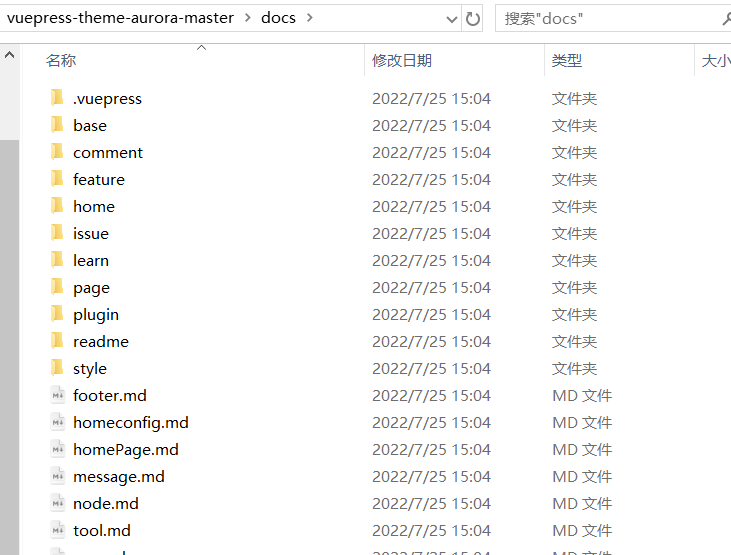 vuepress-theme-aurora-master > docs >
搜索"docs"
名称 修改日期 类型 大小
.vuepress 2022/7/25 15:04 文件夹
base 2022/7/25 15:04 文件夹
comment 2022/7/25 15:04 文件夹
feature 2022/7/25 15:04 文件夹
home 2022/7/25 15:04 文件夹
issue 2022/7/25 15:04 文件夹
learn 2022/7/25 15:04 文件夹
page 2022/7/25 15:04 文件夹
plugin 2022/7/25 15:04 文件夹
readme 2022/7/25 15:04 文件夹
style 2022/7/25 15:04 文件夹
footer.md 2022/7/25 15:04 MD 文件
homeconfig.md 2022/7/25 15:04 MD 文件
homePage.md 2022/7/25 15:04 MD 文件
message.md 2022/7/25 15:04 MD 文件
node.md 2022/7/25 15:04 MD 文件
tool.md 2022/7/25 15:04 MD 文件